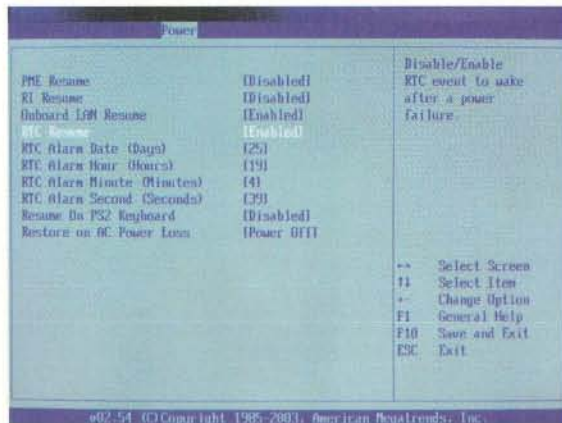 Power
PME Resume [Disabled]
RI Resume [Disabled]
Onboard LAN Resume [Enabled]
RTC Resume [Enabled]
RTC Alarm Date (Days) [25]
RTC Alarm Hour (Hours) [19]
RTC Alarm Minute (Minutes) [4]
RTC Alarm Second (Seconds) [39]
Resume On PS2 Keyboard [Disabled]
Restore on AC Power Loss [Power Off]
Disable/Enable
RTC event to wake
after a power
failure.
↔ Select Screen
↑↓ Select Item
+- Change Option
F1 General Help
F10 Save and Exit
ESC Exit
v02.54 (C)Copyright 1985-2003, American Megatrends, Inc.